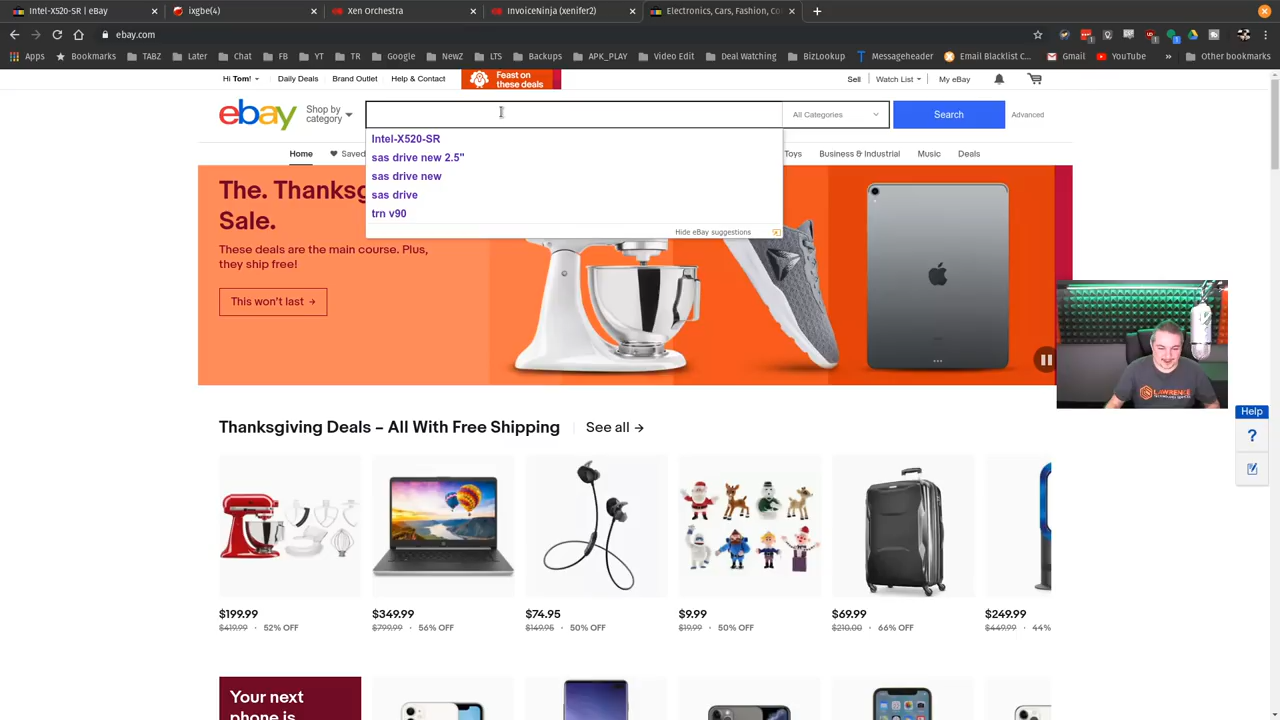 Intel-X520-SR | eBay
ixgbe(4)
Xen Orchestra
InvoiceNinja (xenifer2)
Electronics, Cars, Fashion, Co
ebay.com
Apps
Bookmarks
TABZ
Later
Chat
FB
YT
TR
Google
NewZ
LTS
Backups
APK_PLAY
Video Edit
Deal Watching
BizLookup
Messageheader
Email Blacklist C...
Gmail
YouTube
»
Other bookmarks
Hi Tom!
Daily Deals
Brand Outlet
Help & Contact
Feast on
these deals
Sell
Watch List
My eBay
ebay
Shop by
category
All Categories
Search
Advanced
Intel-X520-SR
sas drive new 2.5"
sas drive new
sas drive
trn v90
Hide eBay suggestions
Home
Saved
Toys
Business & Industrial
Music
Deals
The. Thanksg
Sale.
These deals are the main course. Plus,
they ship free!
This won't last →
LAWRENCE
Help
?
Thanksgiving Deals – All With Free Shipping
See all →
$199.99
$419.99 · 52% OFF
$349.99
$799.99 · 56% OFF
$74.95
$149.95 · 50% OFF
$9.99
$19.99 · 50% OFF
$69.99
$210.00 · 66% OFF
$249.99
$449.99 · 44%
Your next
phone is